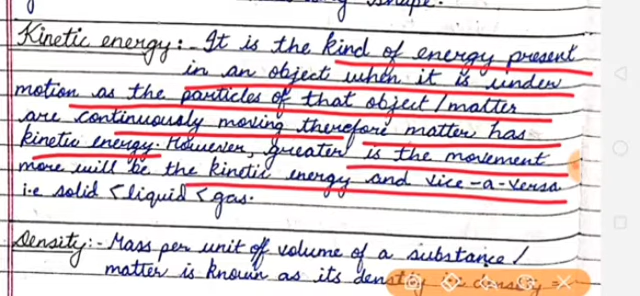 Kinetic energy :- It is the kind of energy present
in an object when it is under
motion as the particles of that object / matter
are continuously moving therefore matter has
kinetic energy. However, greater is the movement
more will be the kinetic energy and vice-a-versa
i.e solid < liquid < gas.
Density :- Mass per unit of volume of a substance /
matter is known as its density